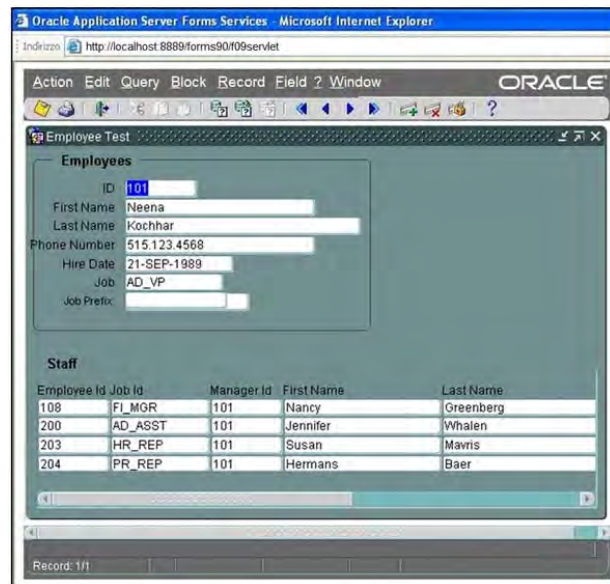 Oracle Application Server Forms Services - Microsoft Internet Explorer
Indirizzo http://localhost:8889/forms90/f09servlet
Action Edit Query Block Record Field ? Window ORACLE
?
Employee Test
Employees
ID 101
First Name Neena
Last Name Kochhar
Phone Number 515.123.4568
Hire Date 21-SEP-1989
Job AD_VP
Job Prefix
Staff
Employee Id Job Id Manager Id First Name Last Name
108 FI_MGR 101 Nancy Greenberg
200 AD_ASST 101 Jennifer Whalen
203 HR_REP 101 Susan Mavris
204 PR_REP 101 Hermans Baer
Record: 1/1